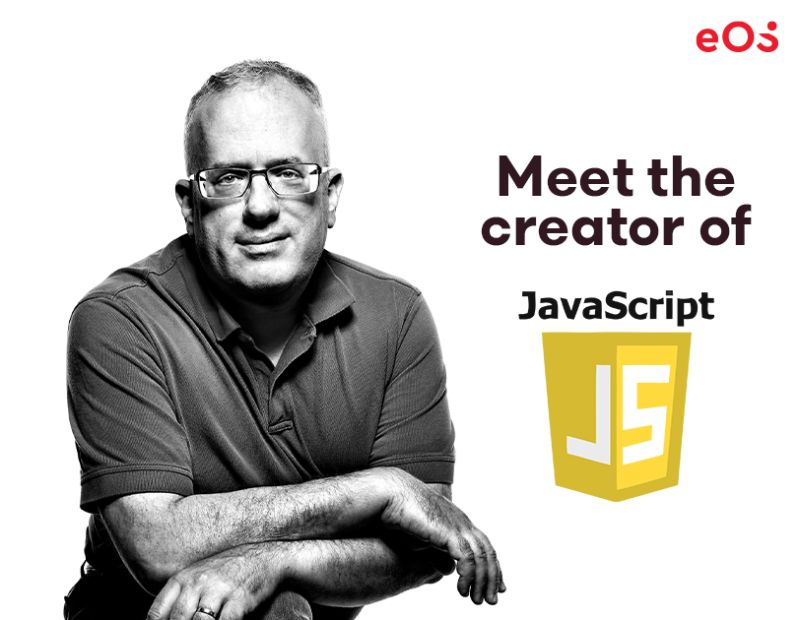 eOs
Meet the
creator of
JavaScript
JS